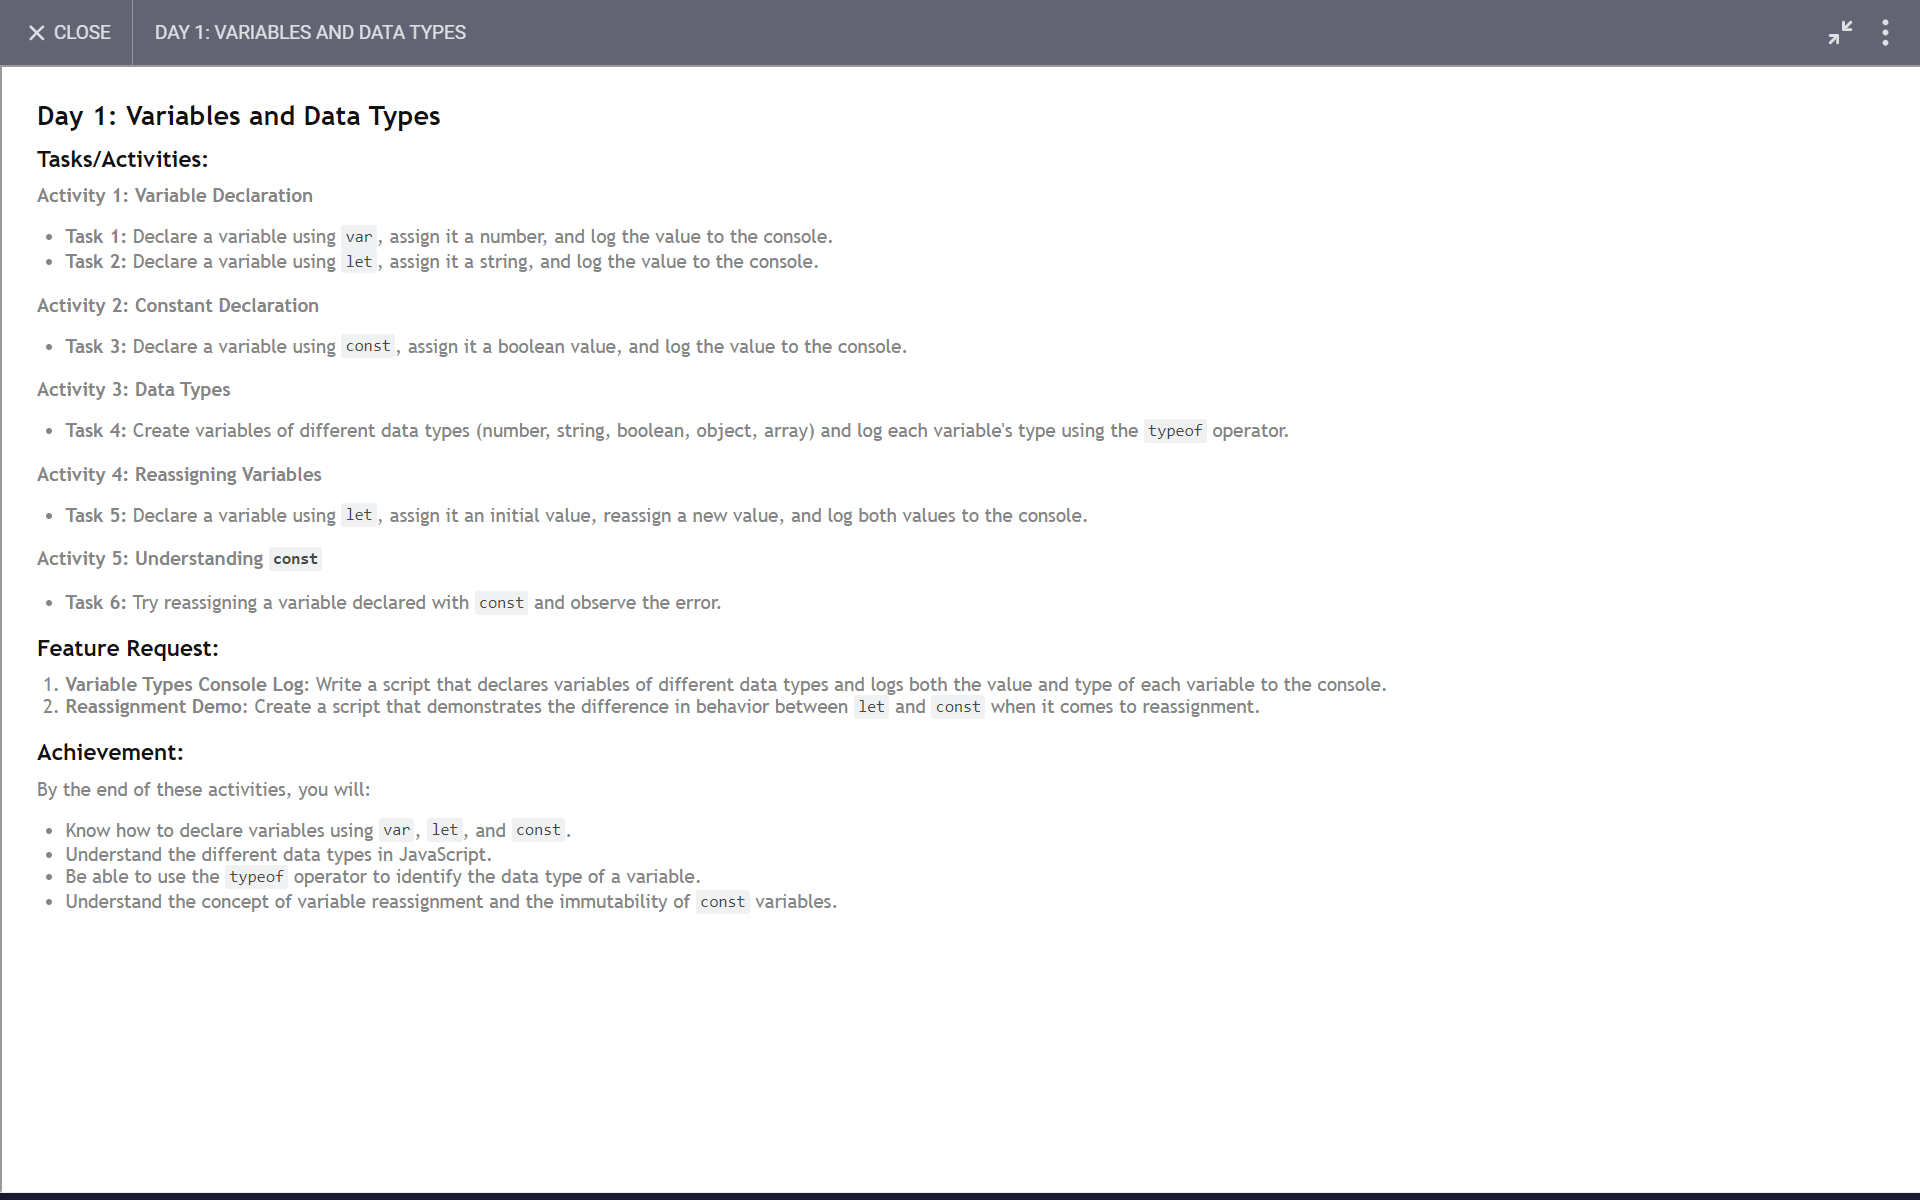 CLOSE
DAY 1: VARIABLES AND DATA TYPES
Day 1: Variables and Data Types
Tasks/Activities:
Activity 1: Variable Declaration
• Task 1: Declare a variable using var, assign it a number, and log the value to the console.
• Task 2: Declare a variable using let, assign it a string, and log the value to the console.
Activity 2: Constant Declaration
• Task 3: Declare a variable using const, assign it a boolean value, and log the value to the console.
Activity 3: Data Types
• Task 4: Create variables of different data types (number, string, boolean, object, array) and log each variable's type using the typeof operator.
Activity 4: Reassigning Variables
• Task 5: Declare a variable using let, assign it an initial value, reassign a new value, and log both values to the console.
Activity 5: Understanding const
• Task 6: Try reassigning a variable declared with const and observe the error.
Feature Request:
1. Variable Types Console Log: Write a script that declares variables of different data types and logs both the value and type of each variable to the console.
2. Reassignment Demo: Create a script that demonstrates the difference in behavior between let and const when it comes to reassignment.
Achievement:
By the end of these activities, you will:
• Know how to declare variables using var, let, and const.
• Understand the different data types in JavaScript.
• Be able to use the typeof operator to identify the data type of a variable.
• Understand the concept of variable reassignment and the immutability of const variables.